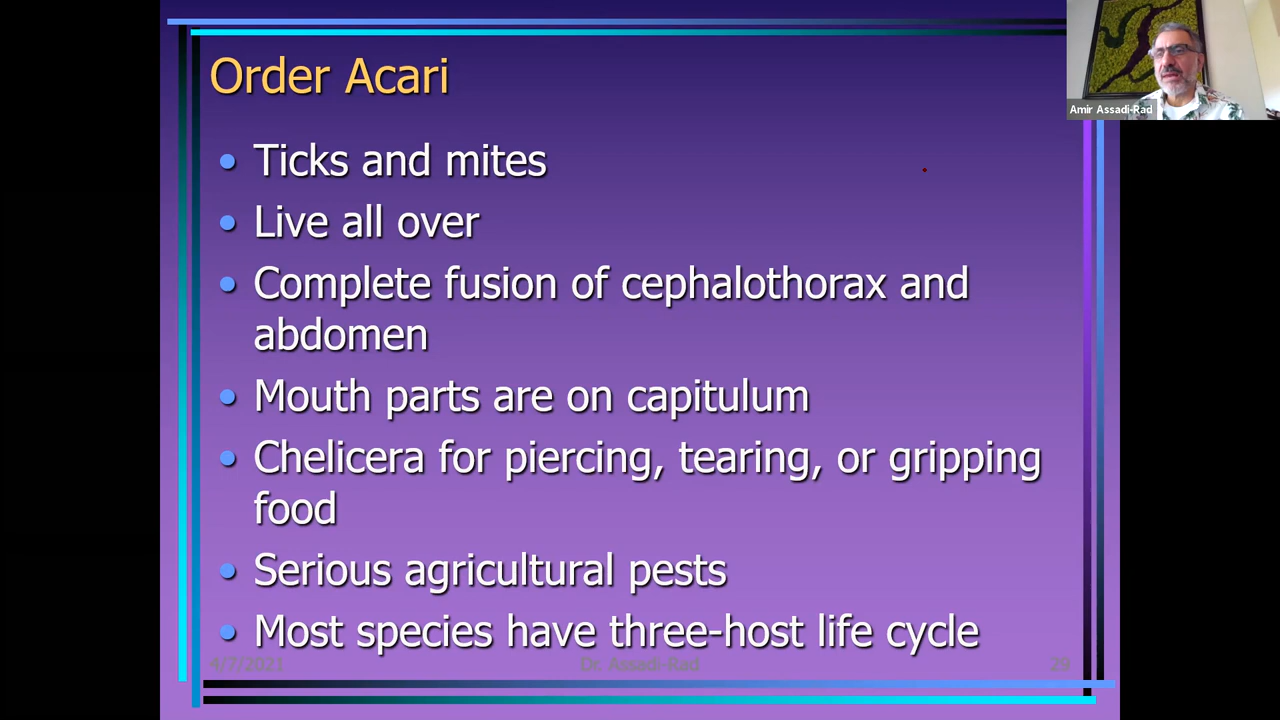 Order Acari
Amir Assadi-Rad
• Ticks and mites
• Live all over
• Complete fusion of cephalothorax and
abdomen
• Mouth parts are on capitulum
• Chelicera for piercing, tearing, or gripping
food
• Serious agricultural pests
• Most species have three-host life cycle
4/7/2021 Dr. Assadi-Rad 29